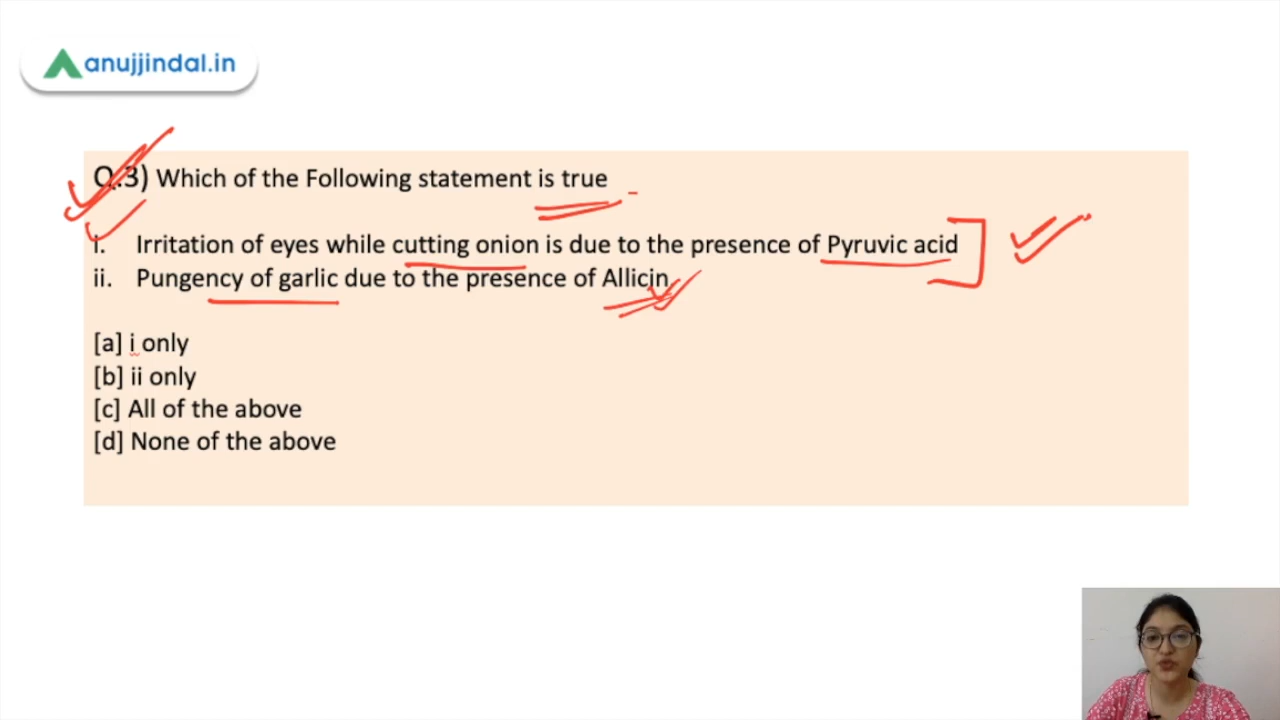 anujjindal.in
Q.3) Which of the Following statement is true
i. Irritation of eyes while cutting onion is due to the presence of Pyruvic acid
ii. Pungency of garlic due to the presence of Allicin
[a] i only
[b] ii only
[c] All of the above
[d] None of the above